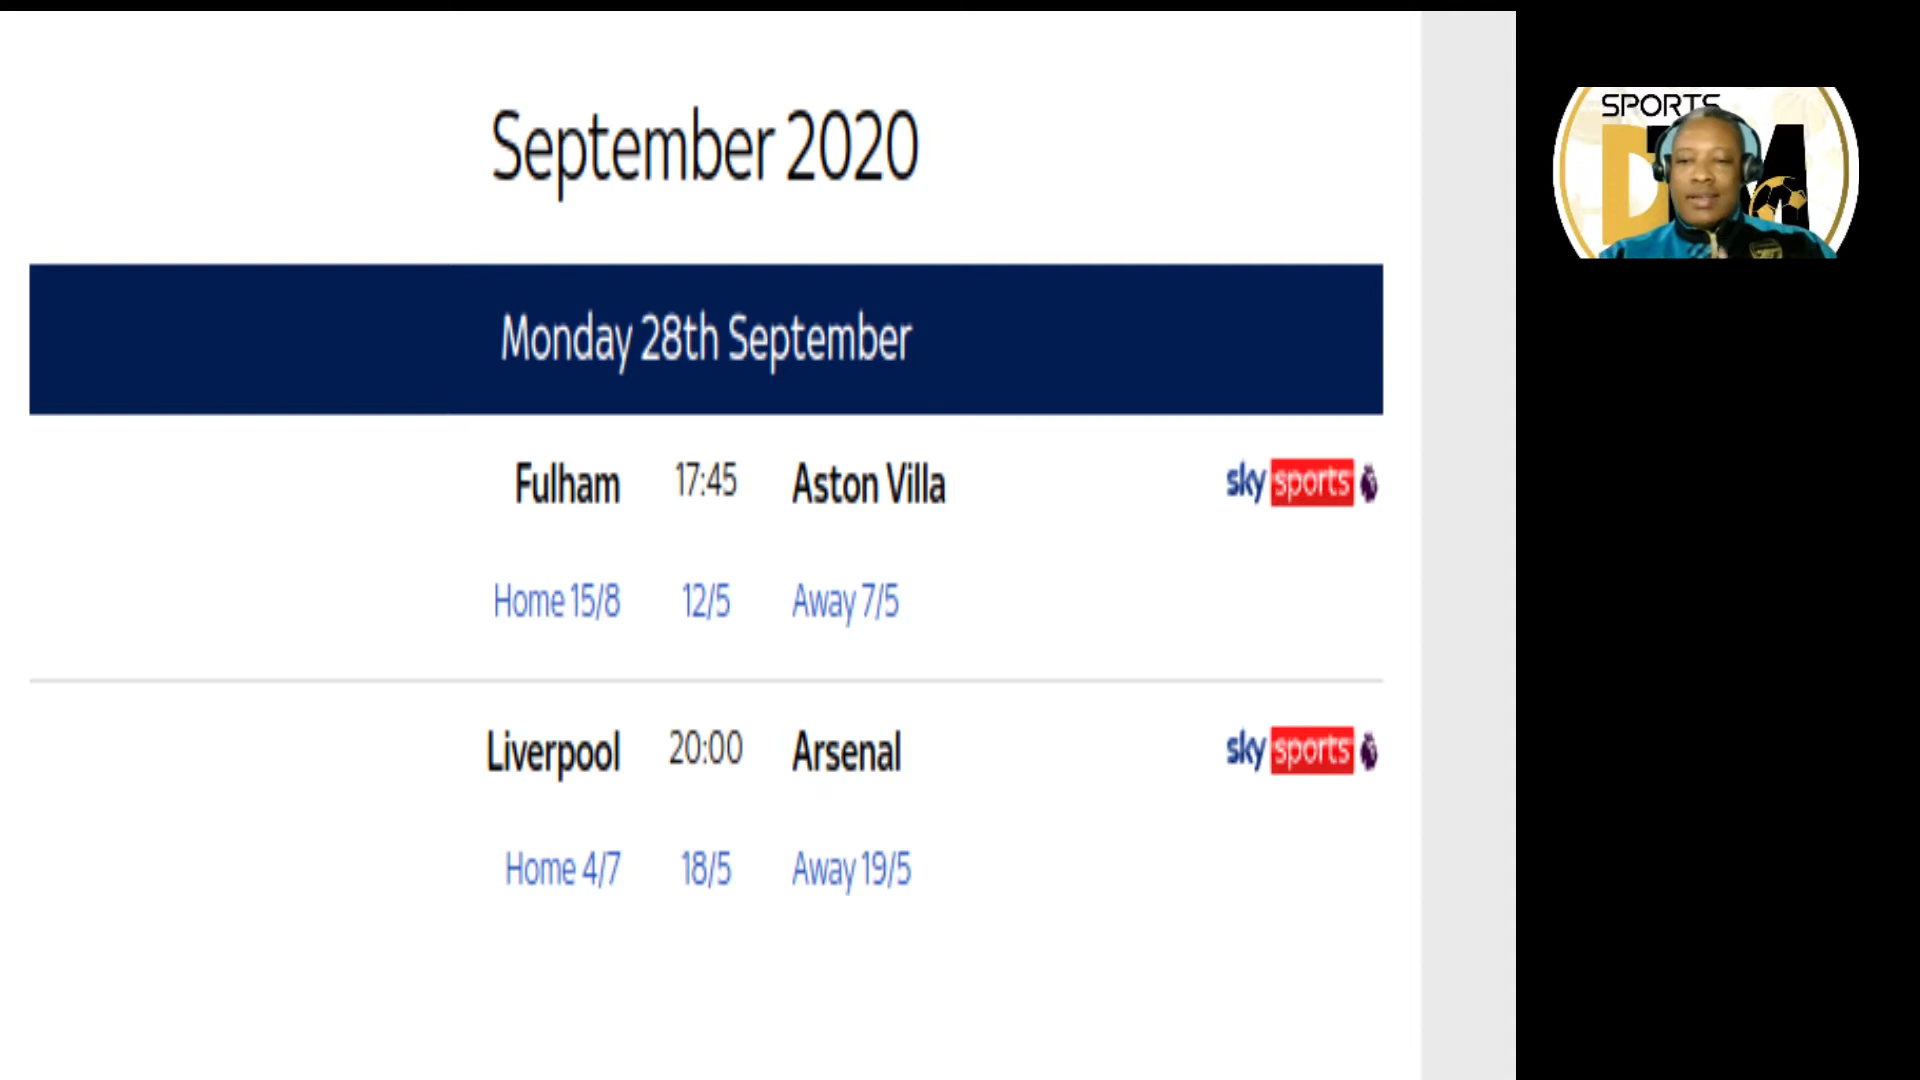 September 2020
Monday 28th September
Fulham 17:45 Aston Villa sky sports
Home 15/8 12/5 Away 7/5
Liverpool 20:00 Arsenal sky sports
Home 4/7 18/5 Away 19/5
SPORTS